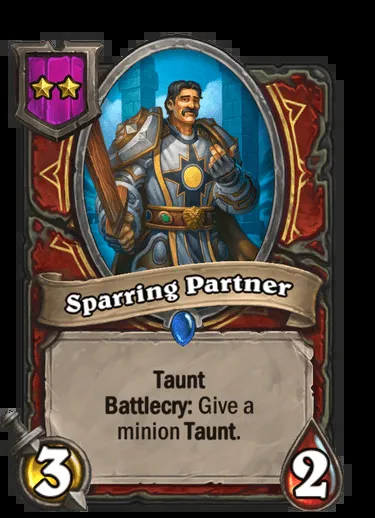 Sparring Partner
Taunt
Battlecry: Give a
minion Taunt.
3
2